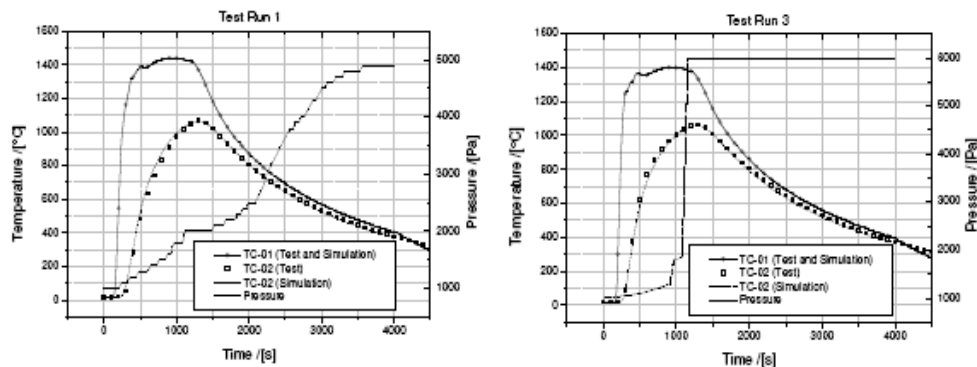 Test Run 1
Temperature /[°C]
1600
1400
1200
1000
800
600
400
200
0
TC-01 (Test and Simulation)
TC-02 (Test)
TC-02 (Simulation)
Pressure
5000
4000
3000
2000
1000
Pressure /[Pa]
0 1000 2000 3000 4000
Time /[s]
Test Run 3
Temperature /[°C]
1600
1400
1200
1000
800
600
400
200
0
TC-01 (Test and Simulation)
TC-02 (Test)
TC-02 (Simulation)
Pressure
6000
5000
4000
3000
2000
1000
Pressure /[Pa]
0 1000 2000 3000 4000
Time /[s]